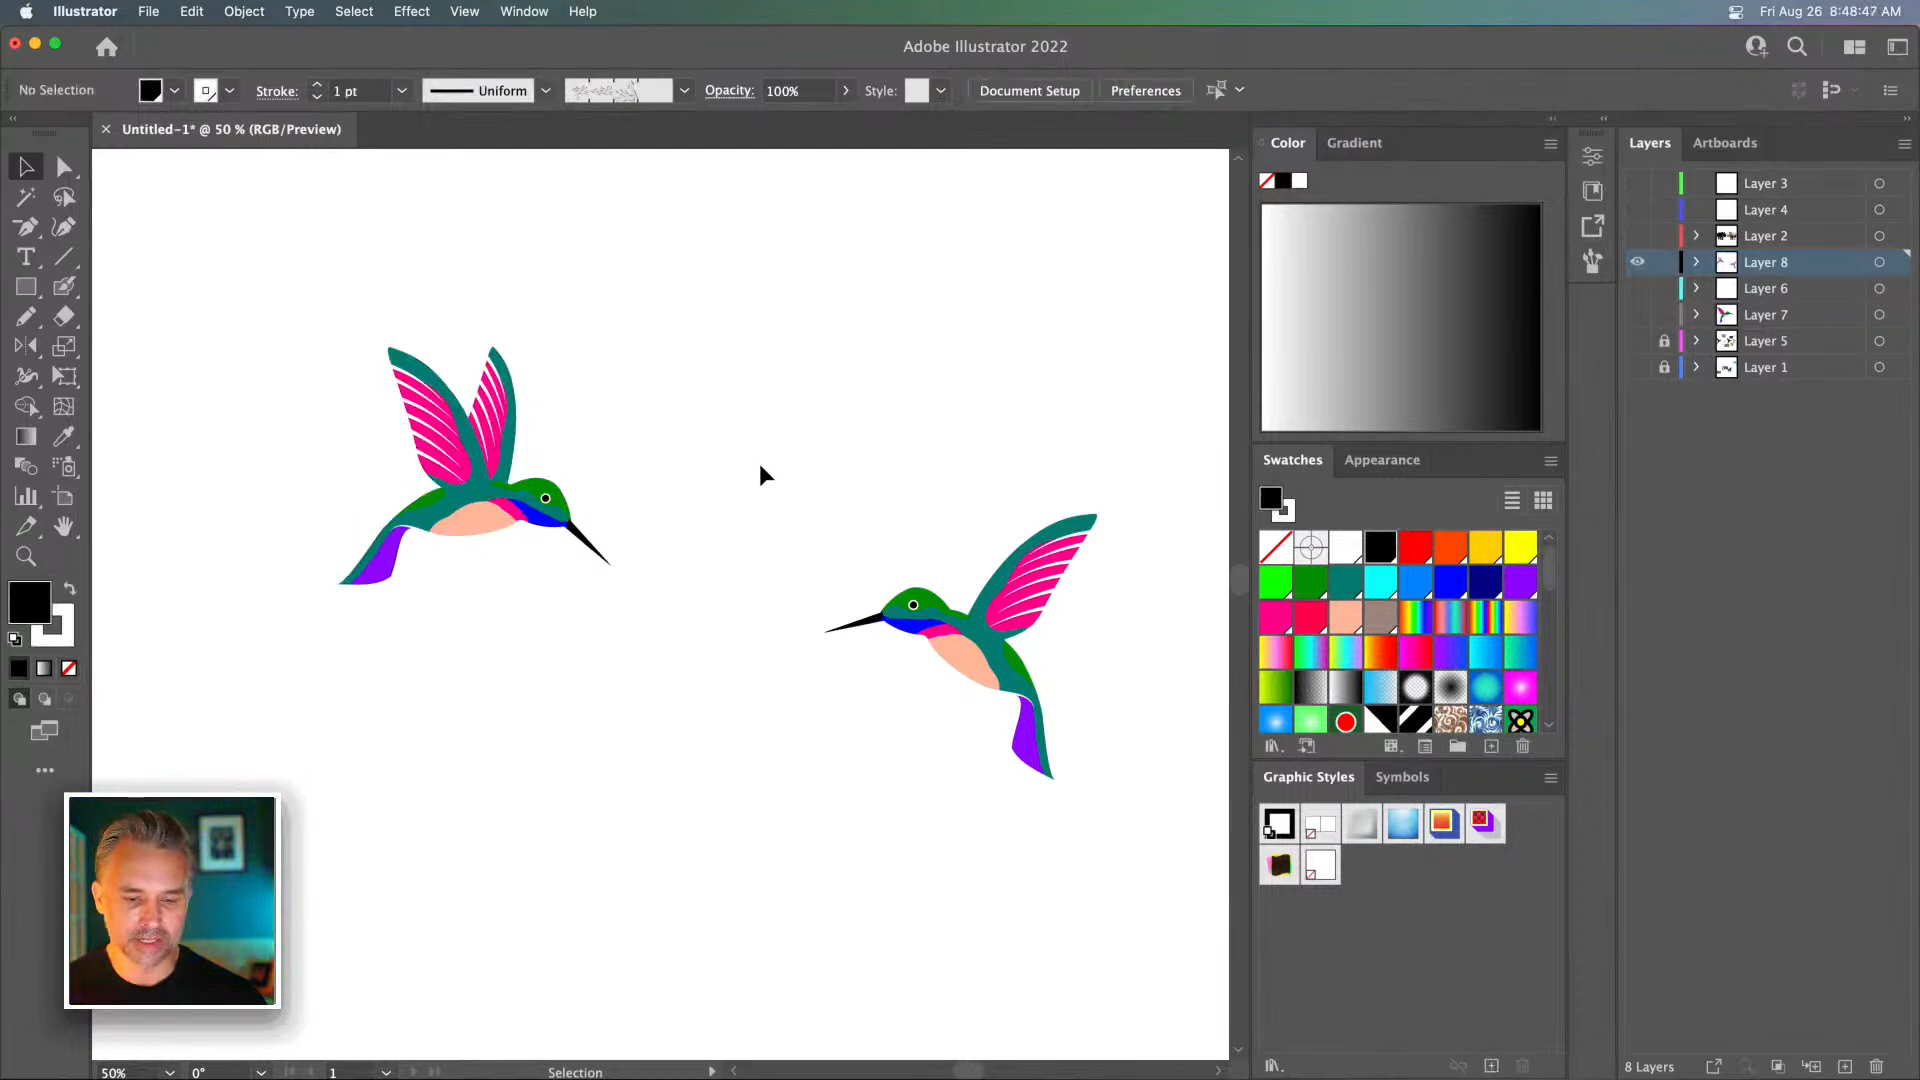 Illustrator File Edit Object Type Select Effect View Window Help Fri Aug 26 8:48:47 AM
Adobe Illustrator 2022
No Selection Stroke: 1 pt Uniform Opacity: 100% Style: Document Setup Preferences
Untitled-1* @ 50 % (RGB/Preview)
Color Gradient
Layers Artboards
Layer 3
Layer 4
Layer 2
Layer 8
Layer 6
Layer 7
Layer 5
Layer 1
Swatches Appearance
Graphic Styles Symbols
50% 0° 1 Selection
8 Layers